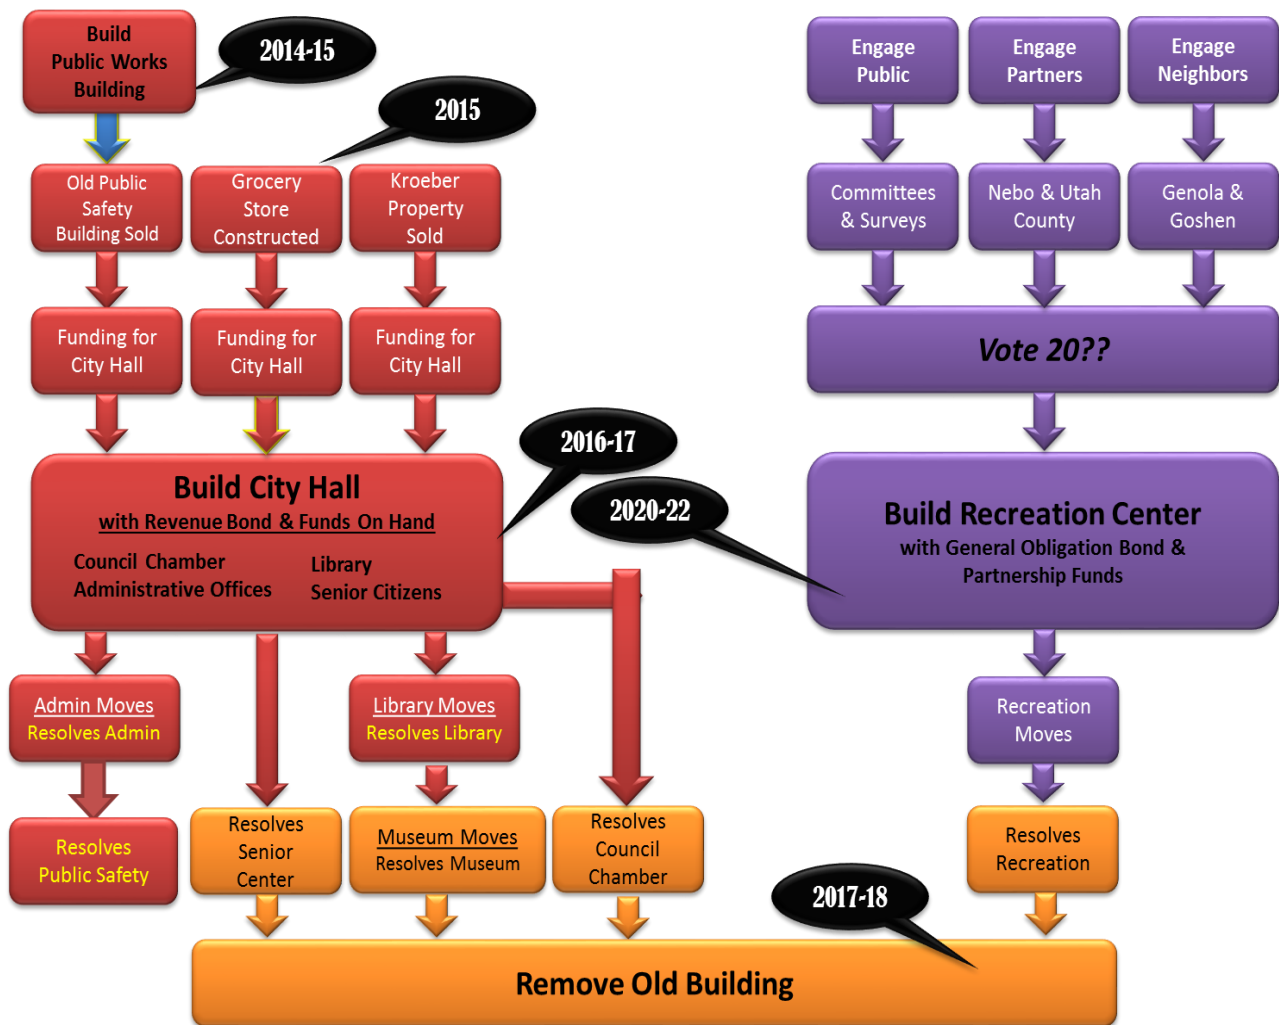 Build
Public Works
Building
2014-15
2015
Old Public
Safety
Building Sold
Grocery
Store
Constructed
Kroeber
Property
Sold
Funding for
City Hall
Funding for
City Hall
Funding for
City Hall
2016-17
Build City Hall
with Revenue Bond & Funds On Hand
Council Chamber
Administrative Offices
Library
Senior Citizens
Admin Moves
Resolves Admin
Library Moves
Resolves Library
Resolves
Public Safety
Resolves
Senior
Center
Museum Moves
Resolves Museum
Resolves
Council
Chamber
Engage
Public
Engage
Partners
Engage
Neighbors
Committees
& Surveys
Nebo & Utah
County
Genola &
Goshen
Vote 20??
2020-22
Build Recreation Center
with General Obligation Bond &
Partnership Funds
Recreation
Moves
Resolves
Recreation
2017-18
Remove Old Building